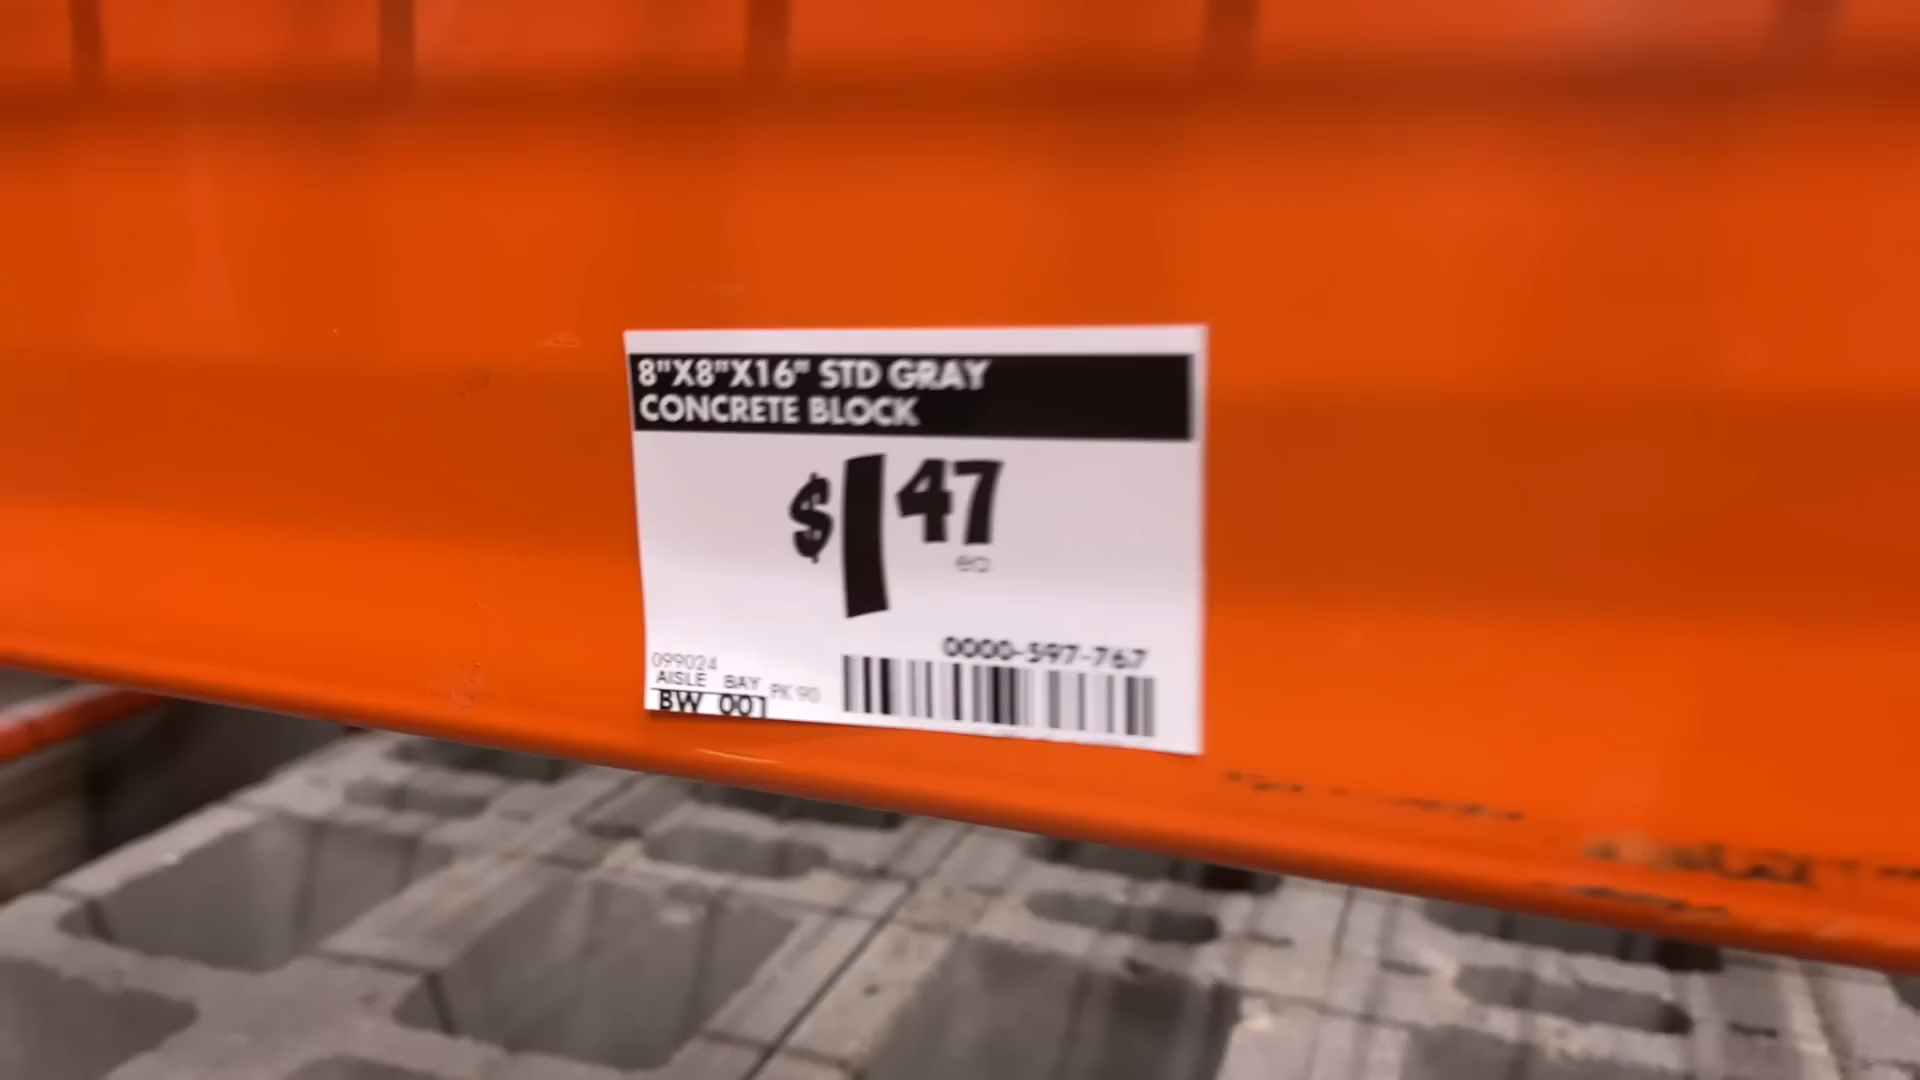 8"X8"X16" STD GRAY
CONCRETE BLOCK
$1 47
ea
0000-597-767
099024
AISLE BAY PK 90
BW 001